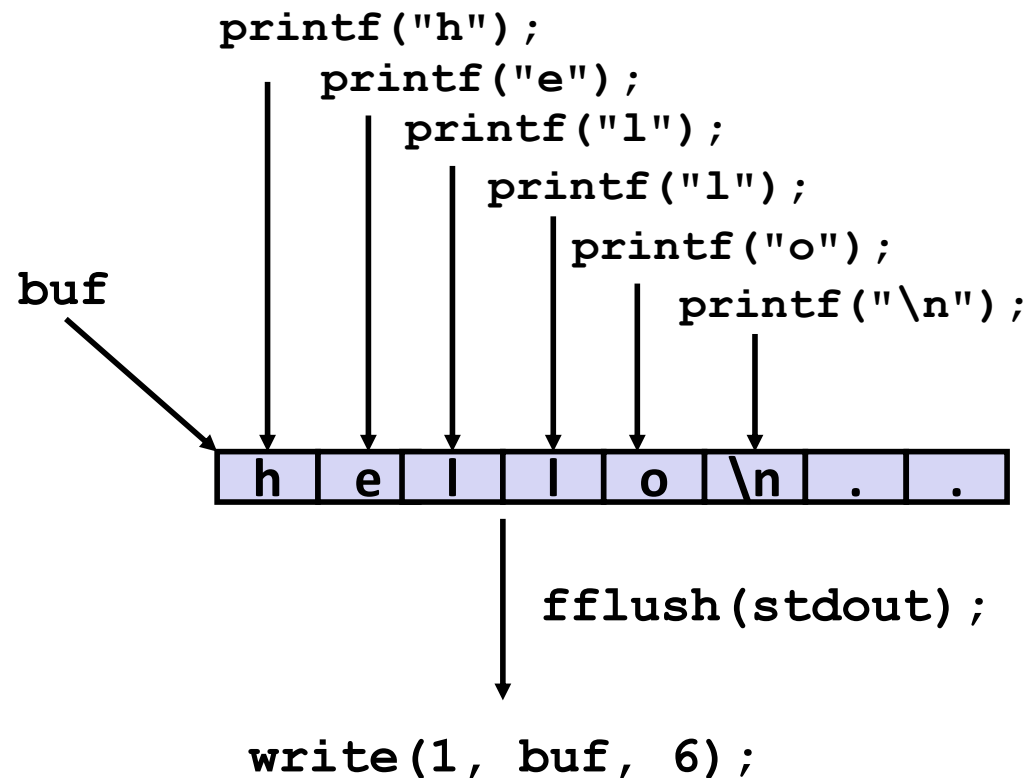 printf("h");
printf("e");
printf("l");
printf("l");
printf("o");
buf
printf("\n");
h e l l o \n . .
fflush(stdout);
write(1, buf, 6);